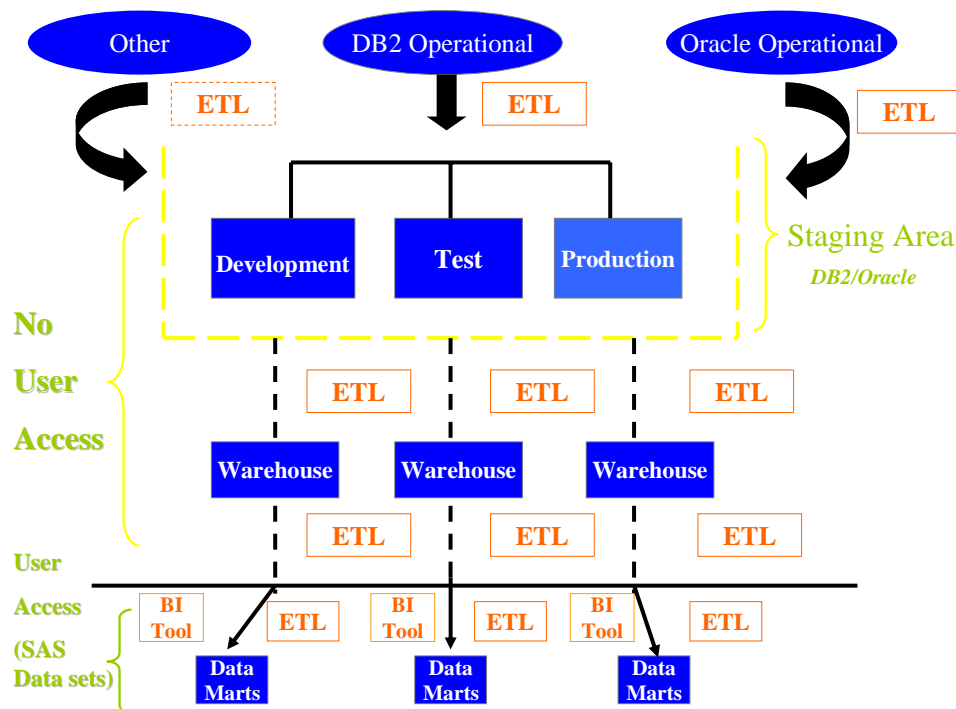 Other
DB2 Operational
Oracle Operational
ETL
ETL
ETL
Development
Test
Production
Staging Area
DB2/Oracle
No
User
Access
ETL
ETL
ETL
Warehouse
Warehouse
Warehouse
ETL
ETL
ETL
User
Access
(SAS
Data sets)
BI
Tool
ETL
BI
Tool
ETL
BI
Tool
ETL
Data
Marts
Data
Marts
Data
Marts